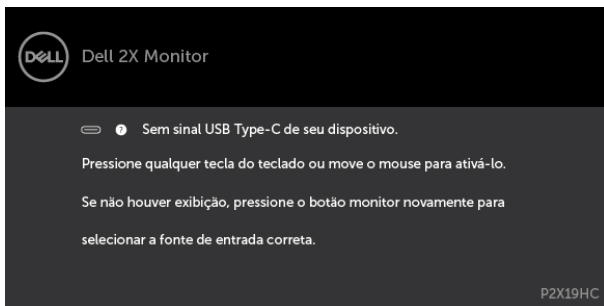 DELL
Dell 2X Monitor
? Sem sinal USB Type-C de seu dispositivo.
Pressione qualquer tecla do teclado ou move o mouse para ativá-lo.
Se não houver exibição, pressione o botão monitor novamente para
selecionar a fonte de entrada correta.
P2X19HC